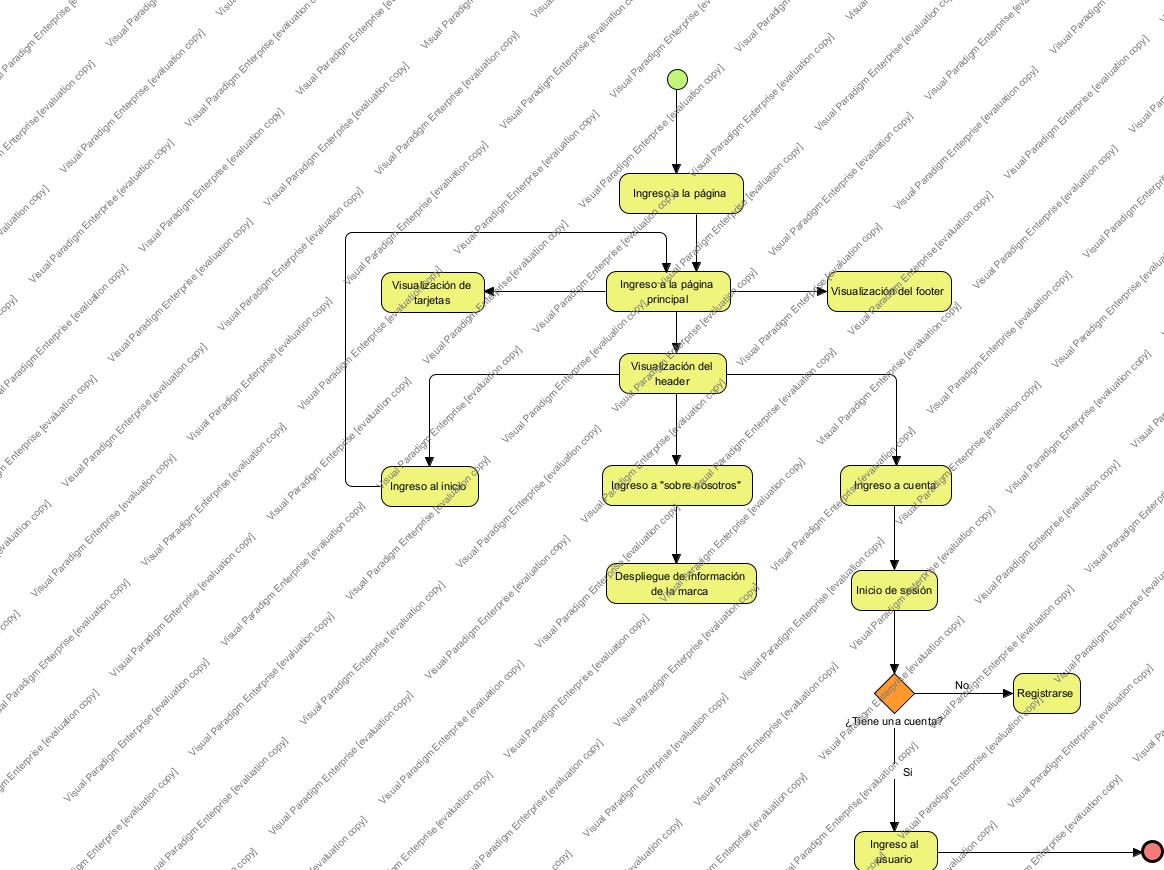 Ingreso a la página
Visualización de
tarjetas
Ingreso a la página
principal
Visualización del footer
Visualización del
header
Ingreso al inicio
Ingreso a "sobre nosotros"
Ingreso a cuenta
Despliegue de información
de la marca
Inicio de sesión
No
Registrarse
¿Tiene una cuenta?
Si
Ingreso al
usuario
Visual Paradigm Enterprise [evaluation copy]